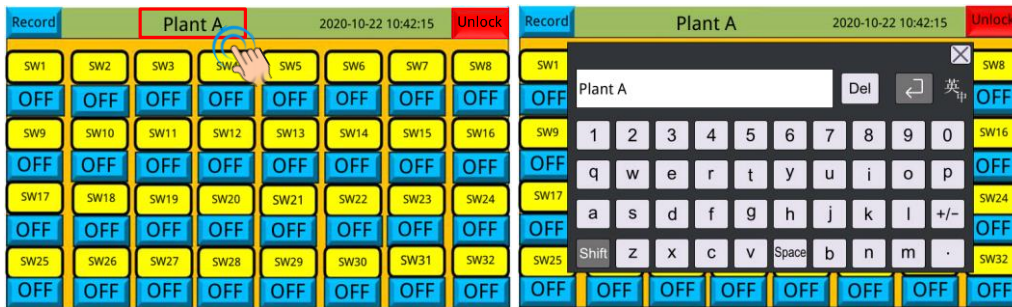 Record Plant A 2020-10-22 10:42:15 Unlock
SW1 SW2 SW3 SW4 SW5 SW6 SW7 SW8
OFF OFF OFF OFF OFF OFF OFF OFF
SW9 SW10 SW11 SW12 SW13 SW14 SW15 SW16
OFF OFF OFF OFF OFF OFF OFF OFF
SW17 SW18 SW19 SW20 SW21 SW22 SW23 SW24
OFF OFF OFF OFF OFF OFF OFF OFF
SW25 SW26 SW27 SW28 SW29 SW30 SW31 SW32
OFF OFF OFF OFF OFF OFF OFF OFF
Record Plant A 2020-10-22 10:42:15 Unlock
SW1 SW8
OFF Plant A Del 英中 OFF
SW9 1 2 3 4 5 6 7 8 9 0 SW16
OFF q w e r t y u i o p OFF
SW17 a s d f g h j k l +/- SW24
OFF OFF
SW25 Shift z x c v Space b n m . SW32
OFF OFF OFF OFF OFF OFF OFF OFF